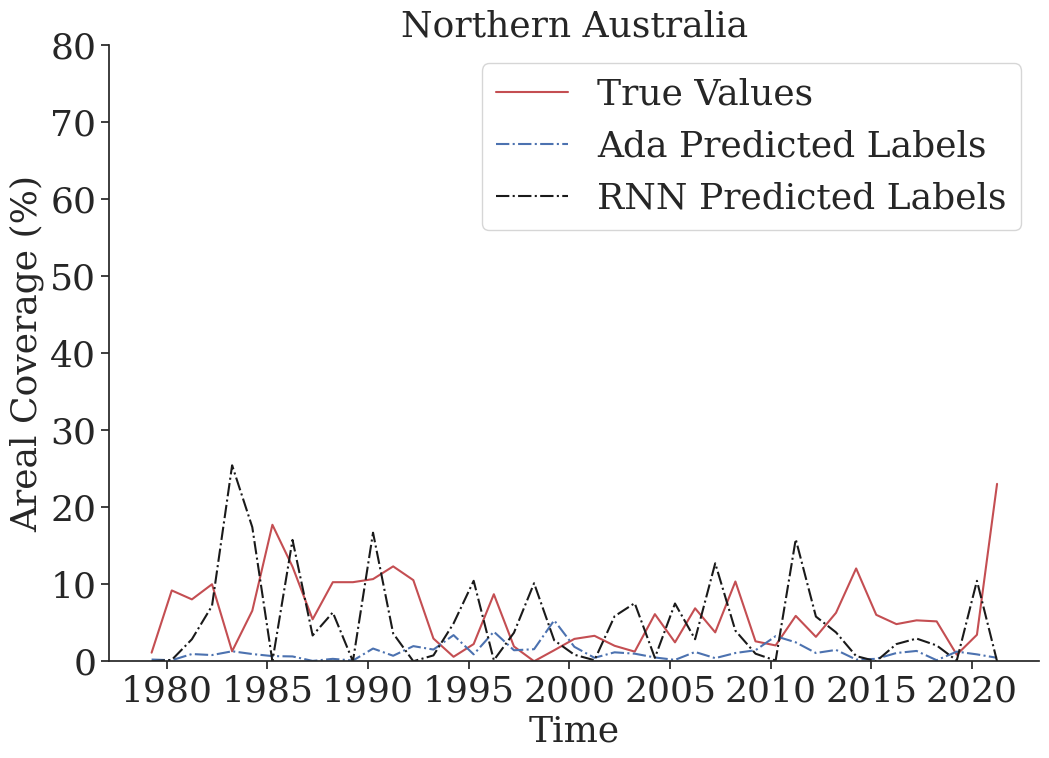 Northern Australia
80
70
60
50
40
30
20
10
0
Areal Coverage (%)
True Values
Ada Predicted Labels
RNN Predicted Labels
1980 1985 1990 1995 2000 2005 2010 2015 2020
Time